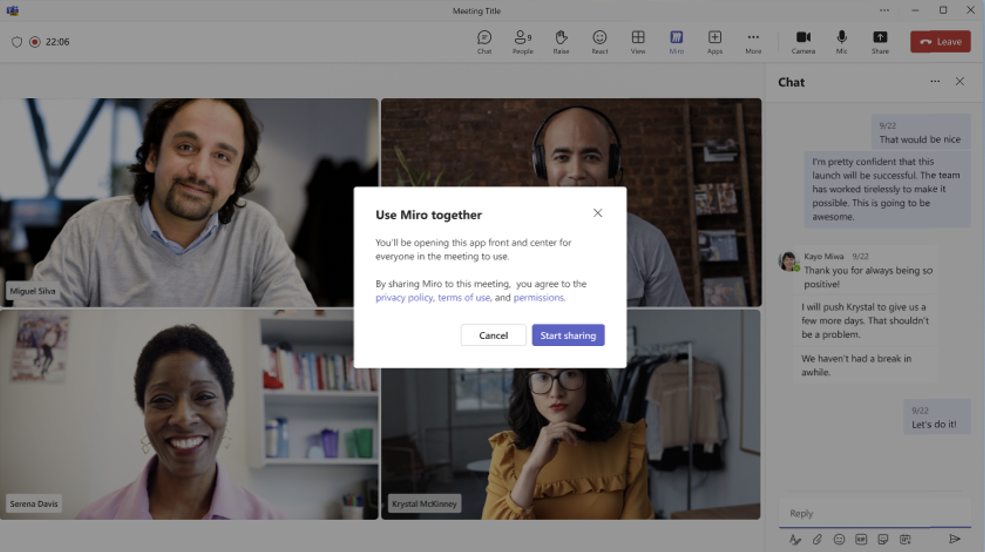 Meeting Title
22:06
Chat
People
9
Raise
React
View
Miro
Apps
More
Camera
Mic
Share
Leave
Miguel Silva
Serena Davis
Krystal McKinney
Use Miro together
You'll be opening this app front and center for
everyone in the meeting to use.
By sharing Miro to this meeting, you agree to the
privacy policy, terms of use, and permissions.
Cancel
Start sharing
Chat
9/22
That would be nice
I'm pretty confident that this
launch will be successful. The team
has worked tirelessly to make it
possible. This is going to be
awesome.
Kayo Miwa 9/22
Thank you for always being so
positive!
I will push Krystal to give us a
few more days. That shouldn't
be a problem.
We haven't had a break in
awhile.
9/22
Let's do it!
Reply
GIF